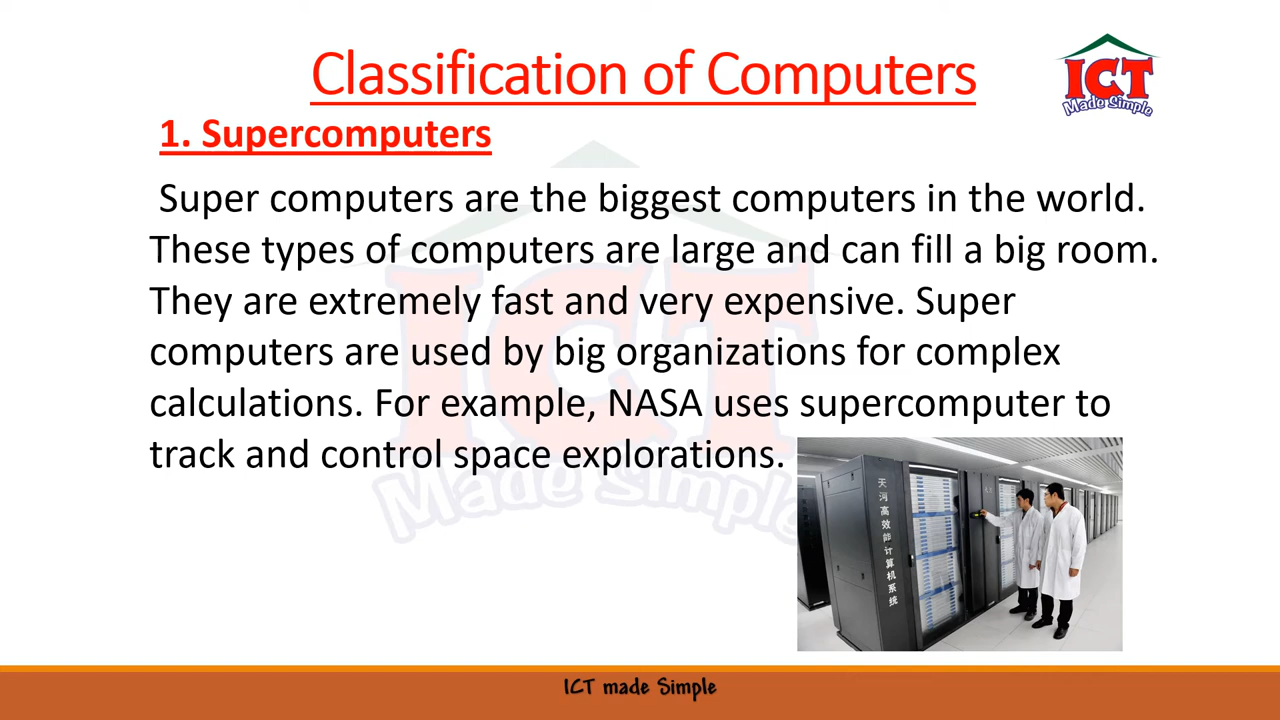 Classification of Computers
ICT
Made Simple
1. Supercomputers
Super computers are the biggest computers in the world.
These types of computers are large and can fill a big room.
They are extremely fast and very expensive. Super
computers are used by big organizations for complex
calculations. For example, NASA uses supercomputer to
track and control space explorations.
ICT
Made Simple
天河高效能计算机系统
ICT made Simple